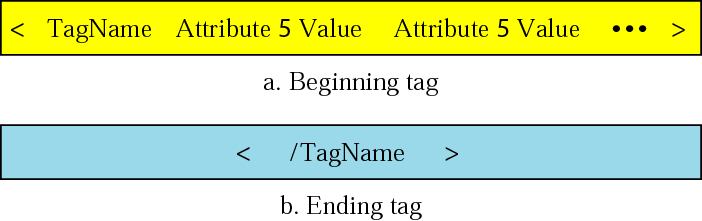 < TagName Attribute 5 Value Attribute 5 Value ••• >
a. Beginning tag
< /TagName >
b. Ending tag